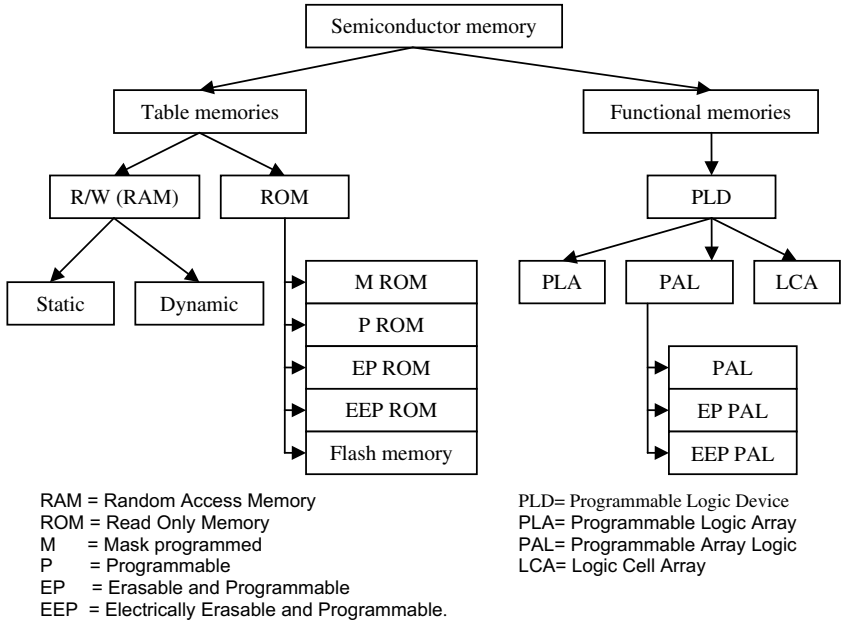 Semiconductor memory
Table memories
Functional memories
R/W (RAM)
ROM
PLD
Static
Dynamic
M ROM
P ROM
EP ROM
EEP ROM
Flash memory
PLA
PAL
LCA
PAL
EP PAL
EEP PAL
RAM = Random Access Memory
ROM = Read Only Memory
M = Mask programmed
P = Programmable
EP = Erasable and Programmable
EEP = Electrically Erasable and Programmable.
PLD= Programmable Logic Device
PLA= Programmable Logic Array
PAL= Programmable Array Logic
LCA= Logic Cell Array